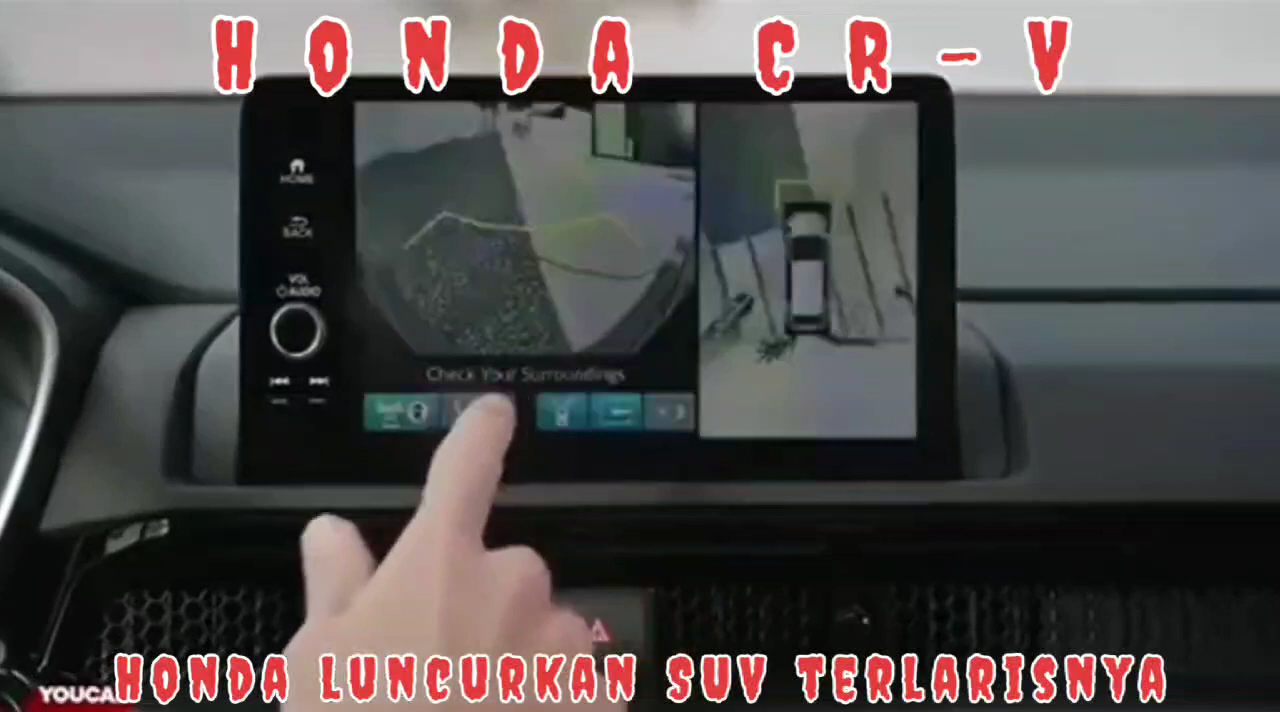 HONDA CR-V
HOME
BACK
VOL
AUDIO
Check Your Surroundings
HONDA LUNCURKAN SUV TERLARISNYA